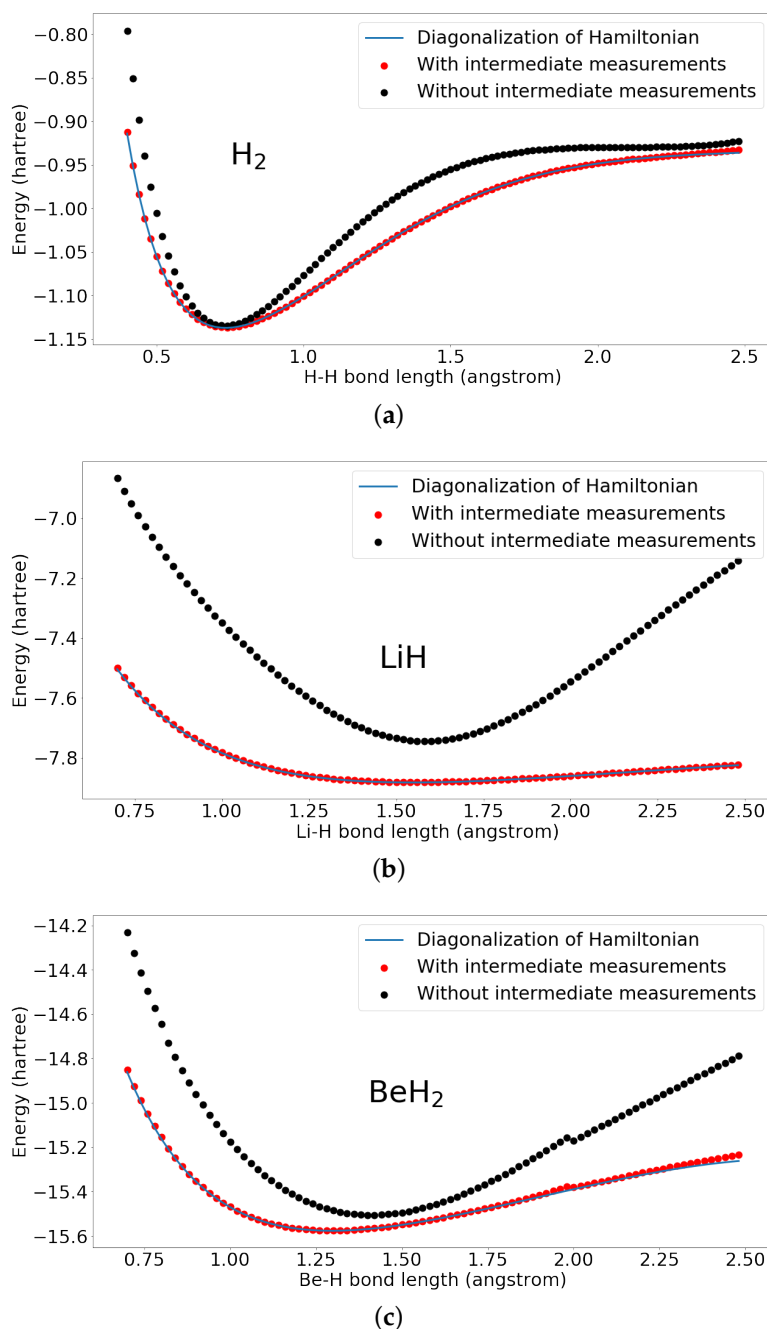 −0.80
−0.85
−0.90
−0.95
−1.00
−1.05
−1.10
−1.15
Energy (hartree)
Diagonalization of Hamiltonian
With intermediate measurements
Without intermediate measurements
H₂
0.5 1.0 1.5 2.0 2.5
H-H bond length (angstrom)
(a)
−7.0
−7.2
−7.4
−7.6
−7.8
Energy (hartree)
Diagonalization of Hamiltonian
With intermediate measurements
Without intermediate measurements
LiH
0.75 1.00 1.25 1.50 1.75 2.00 2.25 2.50
Li-H bond length (angstrom)
(b)
−14.2
−14.4
−14.6
−14.8
−15.0
−15.2
−15.4
−15.6
Energy (hartree)
Diagonalization of Hamiltonian
With intermediate measurements
Without intermediate measurements
BeH₂
0.75 1.00 1.25 1.50 1.75 2.00 2.25 2.50
Be-H bond length (angstrom)
(c)